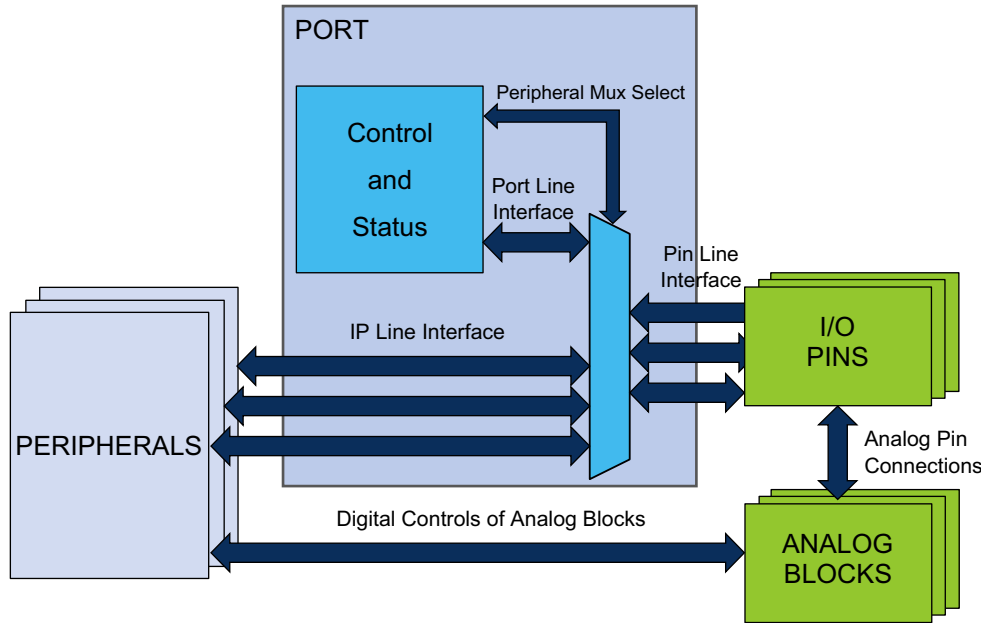 PORT
Peripheral Mux Select
Control
and
Status
Port Line
Interface
Pin Line
Interface
I/O
PINS
IP Line Interface
PERIPHERALS
Analog Pin
Connections
Digital Controls of Analog Blocks
ANALOG
BLOCKS